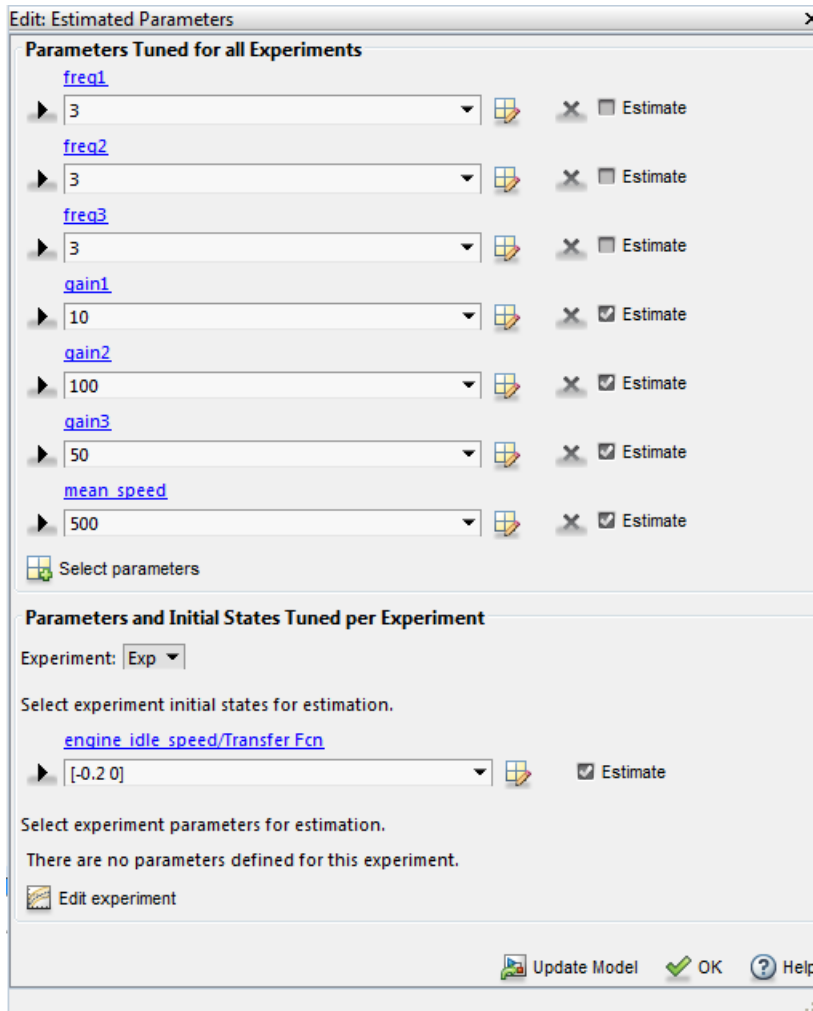 Edit: Estimated Parameters
Parameters Tuned for all Experiments
freq1
3 Estimate
freq2
3 Estimate
freq3
3 Estimate
gain1
10 Estimate
gain2
100 Estimate
gain3
50 Estimate
mean_speed
500 Estimate
Select parameters
Parameters and Initial States Tuned per Experiment
Experiment: Exp
Select experiment initial states for estimation.
engine_idle_speed/Transfer Fcn
[-0.2 0] Estimate
Select experiment parameters for estimation.
There are no parameters defined for this experiment.
Edit experiment
Update Model OK Help